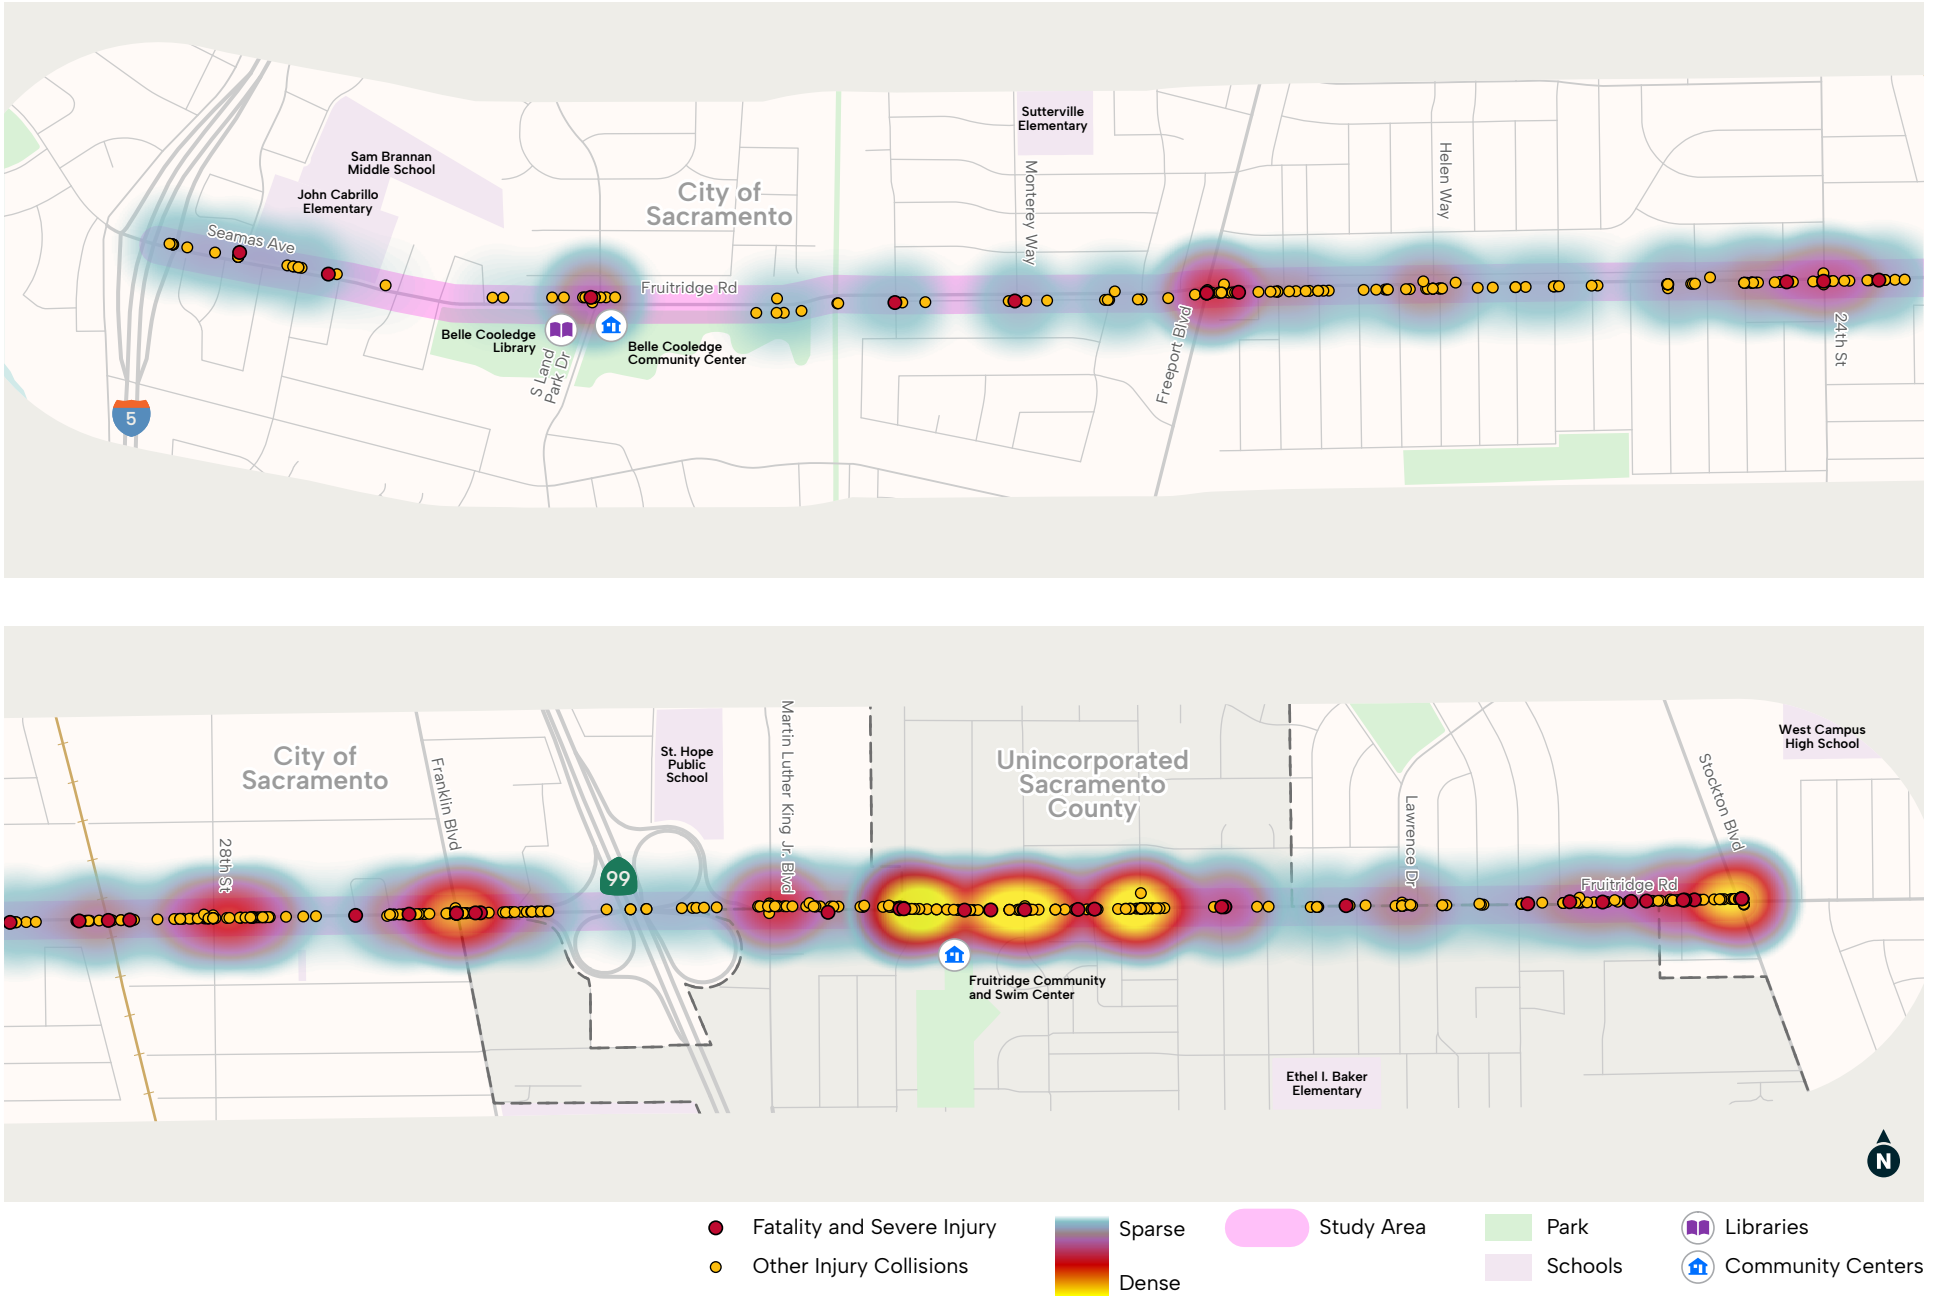 Sutterville
Elementary
Sam Brannan
Middle School
John Cabrillo
Elementary
City of
Sacramento
Monterey Way
Helen Way
Seamas Ave
Fruitridge Rd
Belle Cooledge
Library
Belle Cooledge
Community Center
S Land
Park Dr
Freeport Blvd
24th St
5
City of
Sacramento
Franklin Blvd
28th St
99
St. Hope
Public
School
Martin Luther King Jr. Blvd
Unincorporated
Sacramento
County
Lawrence Dr
Fruitridge Rd
Stockton Blvd
West Campus
High School
Fruitridge Community
and Swim Center
Ethel I. Baker
Elementary
N
Fatality and Severe Injury
Other Injury Collisions
Sparse
Dense
Study Area
Park
Schools
Libraries
Community Centers